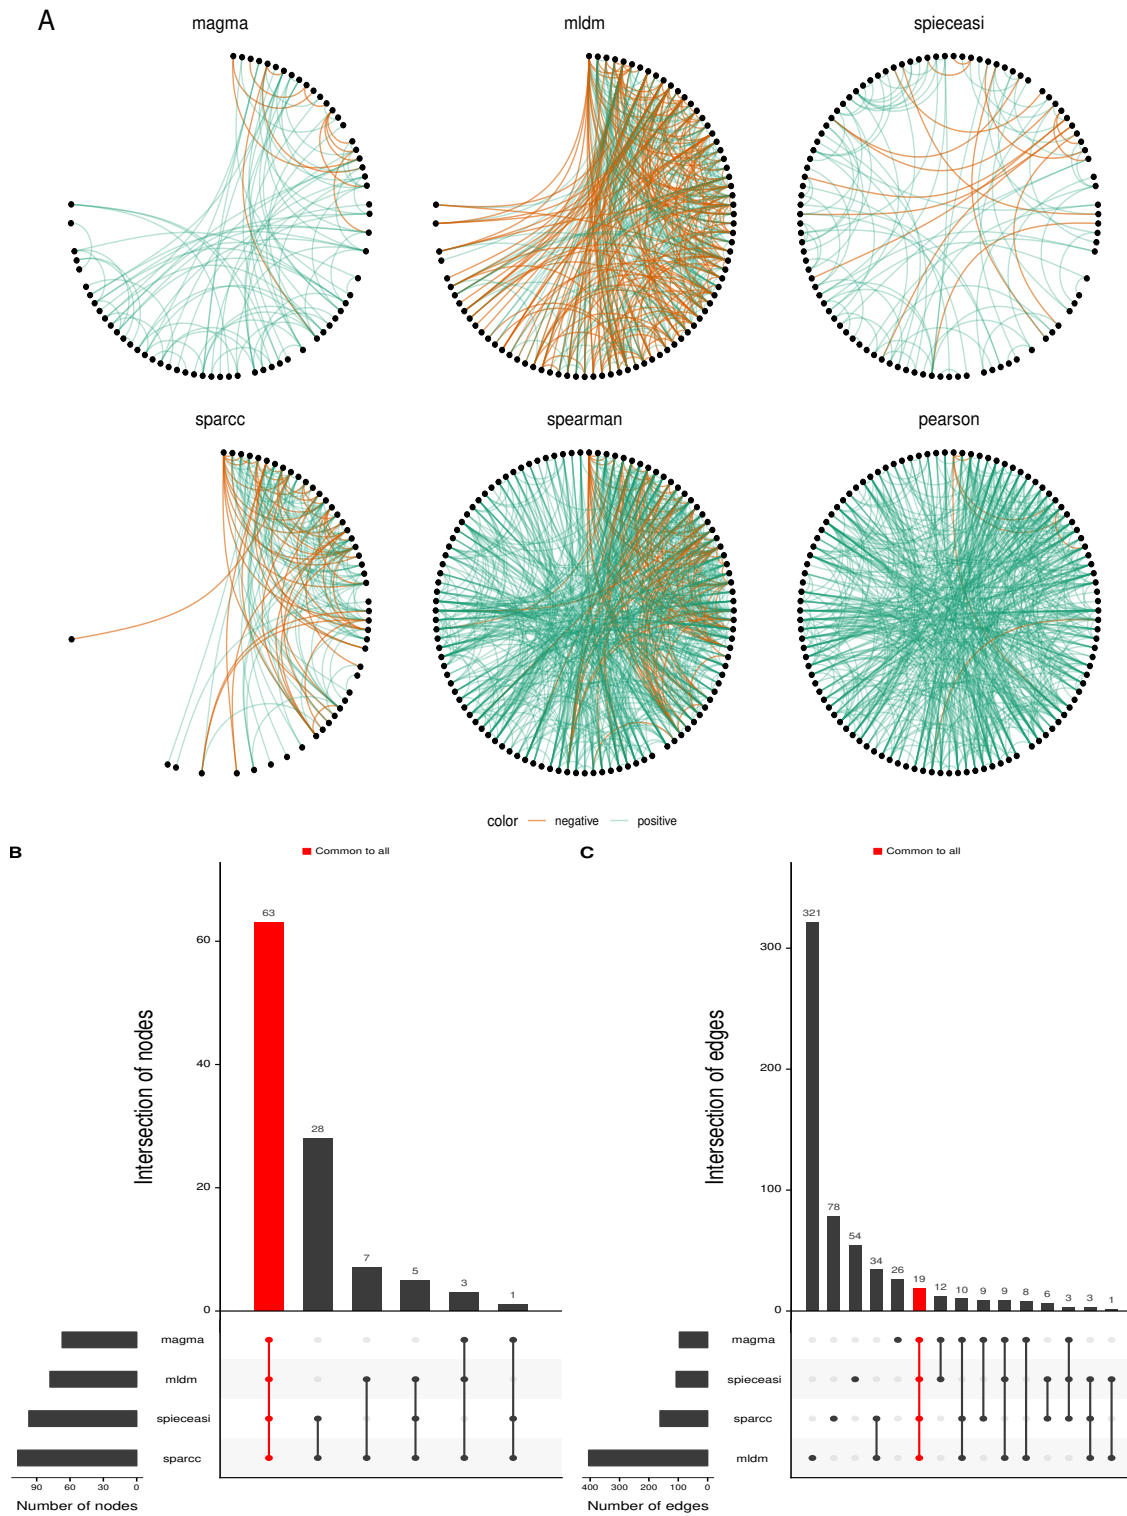 A
magma
mldm
spieceasi
sparcc
spearman
pearson
color negative positive
B
Common to all
63
28
7
5
3
1
60
40
20
0
Intersection of nodes
magma
mldm
spieceasi
sparcc
90 60 30 0
Number of nodes
C
Common to all
321
78
54
34
26
19
12
10
9
9
8
6
3
3
1
300
200
100
0
Intersection of edges
magma
spieceasi
sparcc
mldm
400 300 200 100 0
Number of edges